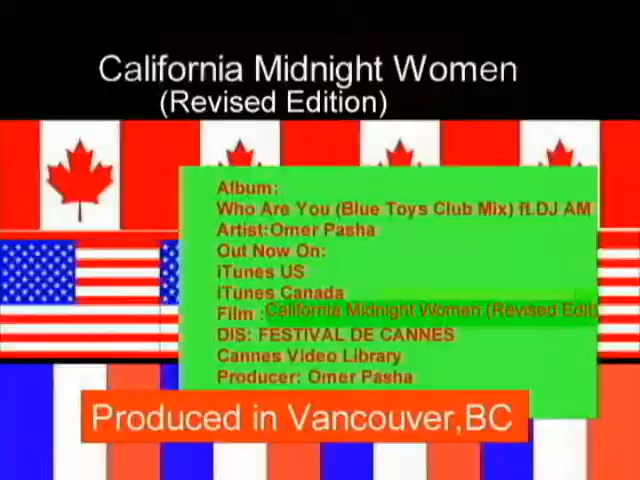 California Midnight Women
(Revised Edition)
Album:
Who Are You (Blue Toys Club Mix) ft.DJ AM
Artist:Omer Pasha
Out Now On:
iTunes US
iTunes Canada
Film :California Midnight Women (Revised Edit
DIS: FESTIVAL DE CANNES
Cannes Video Library
Producer: Omer Pasha
Produced in Vancouver,BC